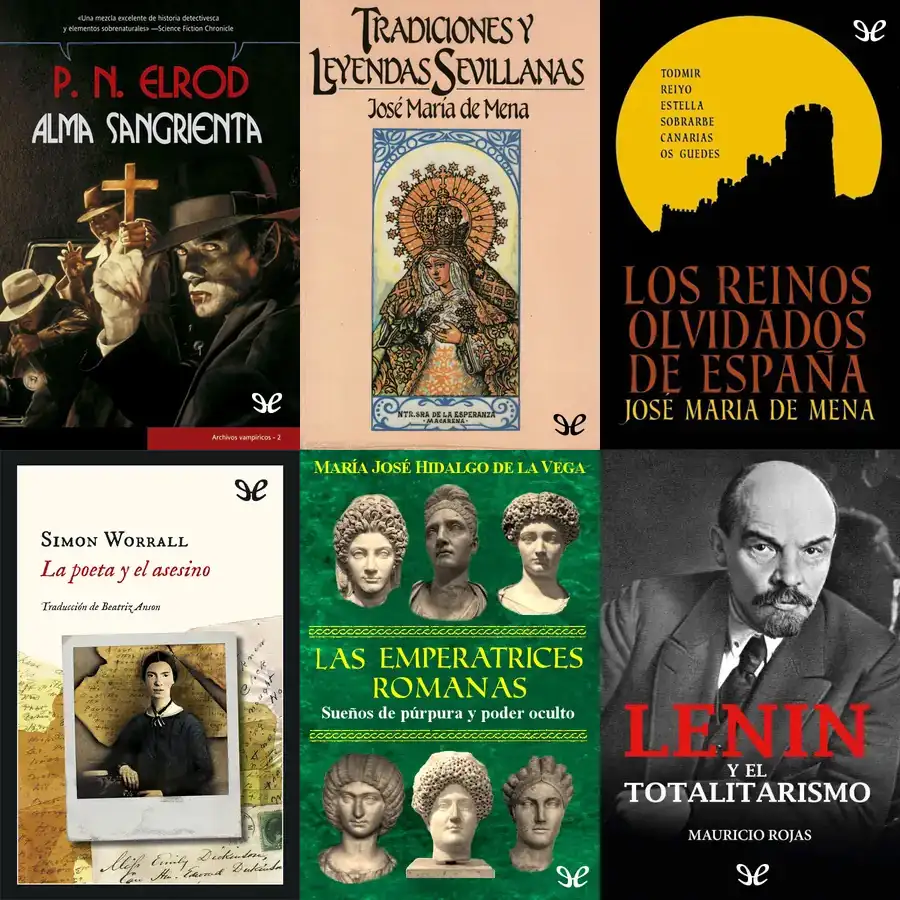 «Una mezcla excelente de historia detectivesca
y elementos sobrenaturales» —Science Fiction Chronicle
P. N. ELROD
ALMA SANGRIENTA
Archivos vampíricos - 2
TRADICIONES Y
LEYENDAS SEVILLANAS
José María de Mena
NTR. SRA DE LA ESPERANZA
MACARENA
TODMIR
REIYO
ESTELLA
SOBRARBE
CANARIAS
OS GUEDES
LOS REINOS
OLVIDADOS
DE ESPAÑA
JOSÉ MARIA DE MENA
SIMON WORRALL
La poeta y el asesino
Traducción de Beatriz Anson
Miss Emily Dickinson
MARÍA JOSÉ HIDALGO DE LA VEGA
LAS EMPERATRICES
ROMANAS
Sueños de púrpura y poder oculto
LENIN
Y EL
TOTALITARISMO
MAURICIO ROJAS